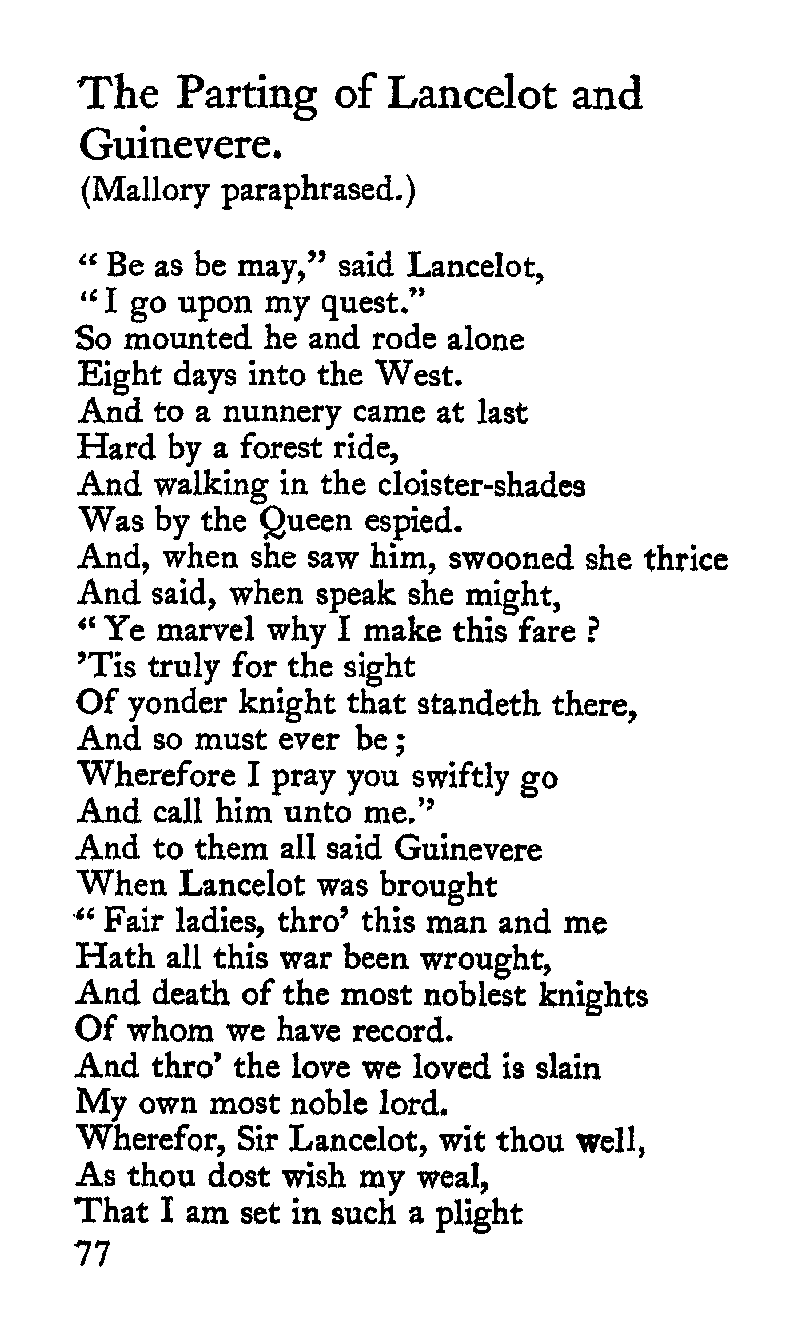 The Parting of Lancelot and
Guinevere.
(Mallory paraphrased.)
“ Be as be may,” said Lancelot,
“ I go upon my quest.”
So mounted he and rode alone
Eight days into the West.
And to a nunnery came at last
Hard by a forest ride,
And walking in the cloister-shades
Was by the Queen espied.
And, when she saw him, swooned she thrice
And said, when speak she might,
“ Ye marvel why I make this fare ?
’Tis truly for the sight
Of yonder knight that standeth there,
And so must ever be ;
Wherefore I pray you swiftly go
And call him unto me.”
And to them all said Guinevere
When Lancelot was brought
“ Fair ladies, thro’ this man and me
Hath all this war been wrought,
And death of the most noblest knights
Of whom we have record.
And thro’ the love we loved is slain
My own most noble lord.
Wherefor, Sir Lancelot, wit thou well,
As thou dost wish my weal,
That I am set in such a plight
77